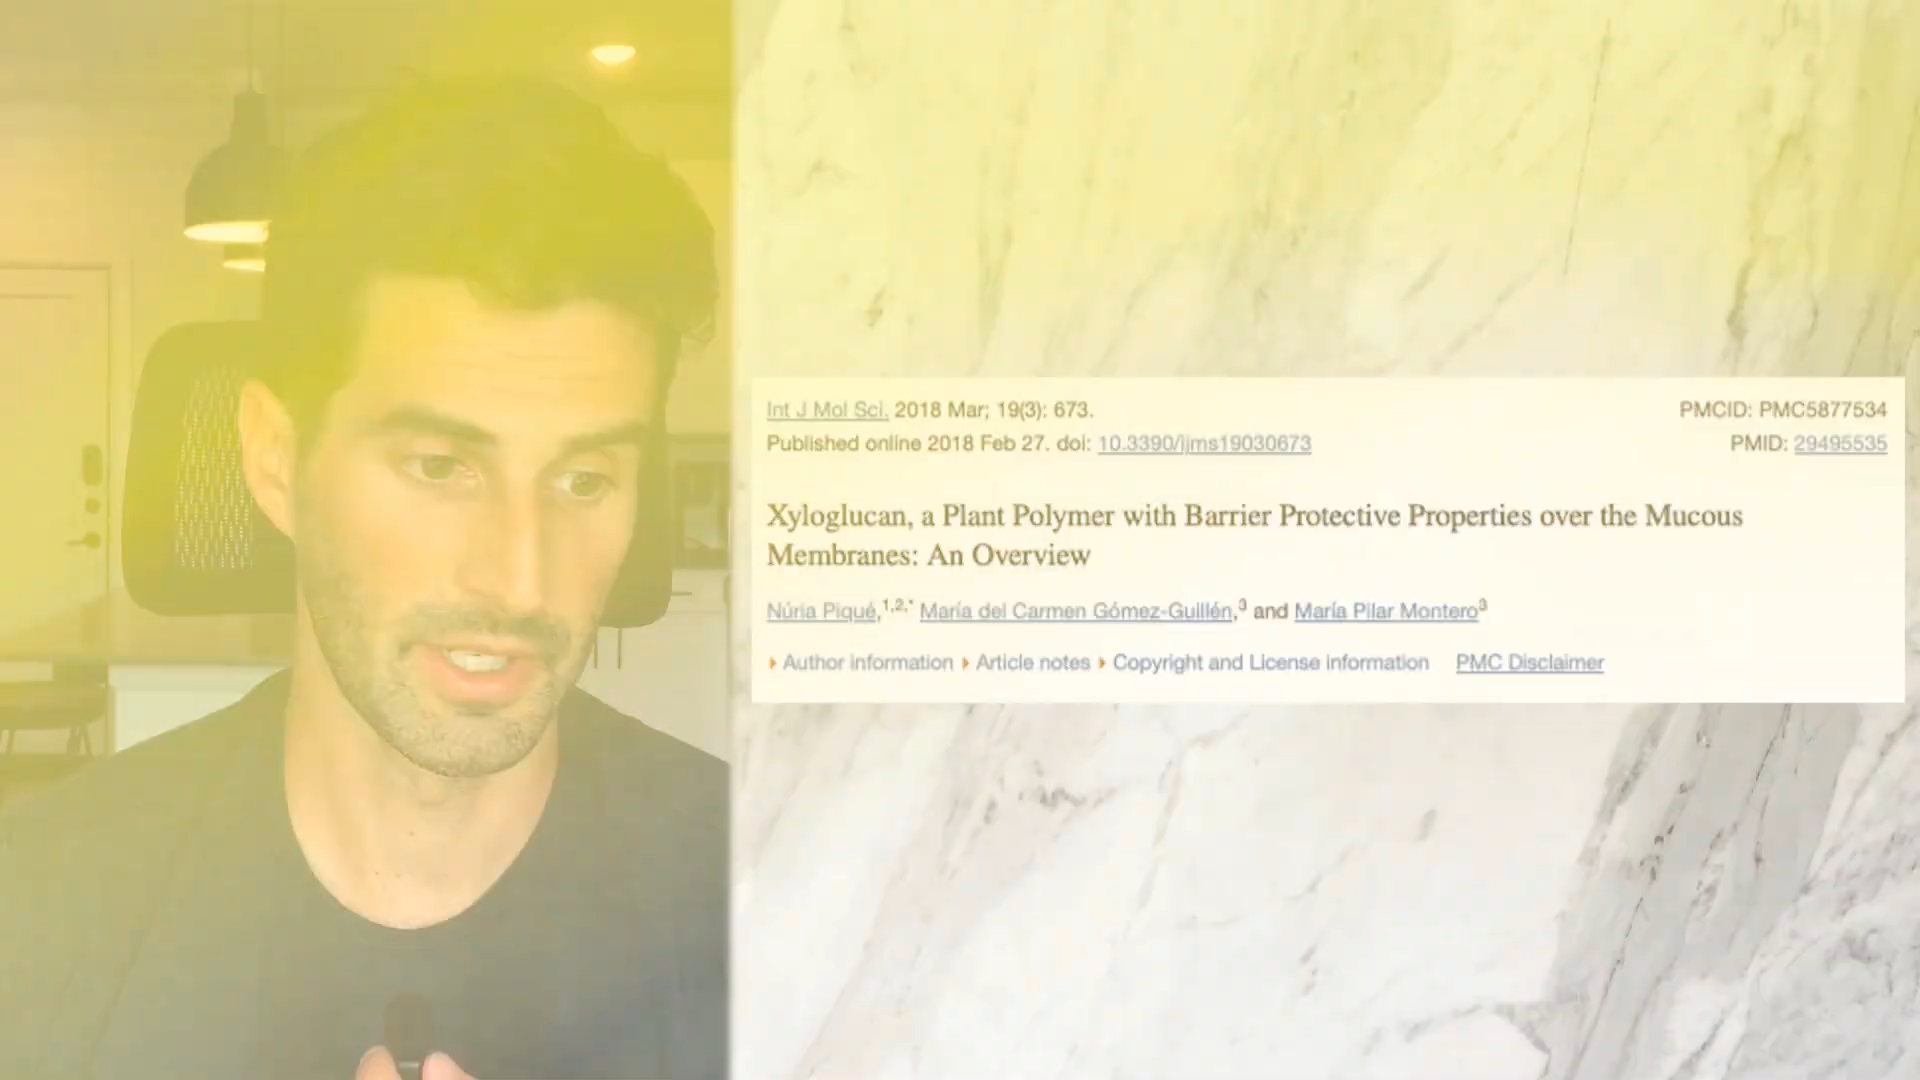 Int J Mol Sci. 2018 Mar; 19(3): 673.
PMCID: PMC5877534
Published online 2018 Feb 27. doi: 10.3390/ijms19030673
PMID: 29495535
Xyloglucan, a Plant Polymer with Barrier Protective Properties over the Mucous
Membranes: An Overview
Núria Piqué,1,2,* María del Carmen Gómez-Guillén,3 and María Pilar Montero3
Author information Article notes Copyright and License information PMC Disclaimer